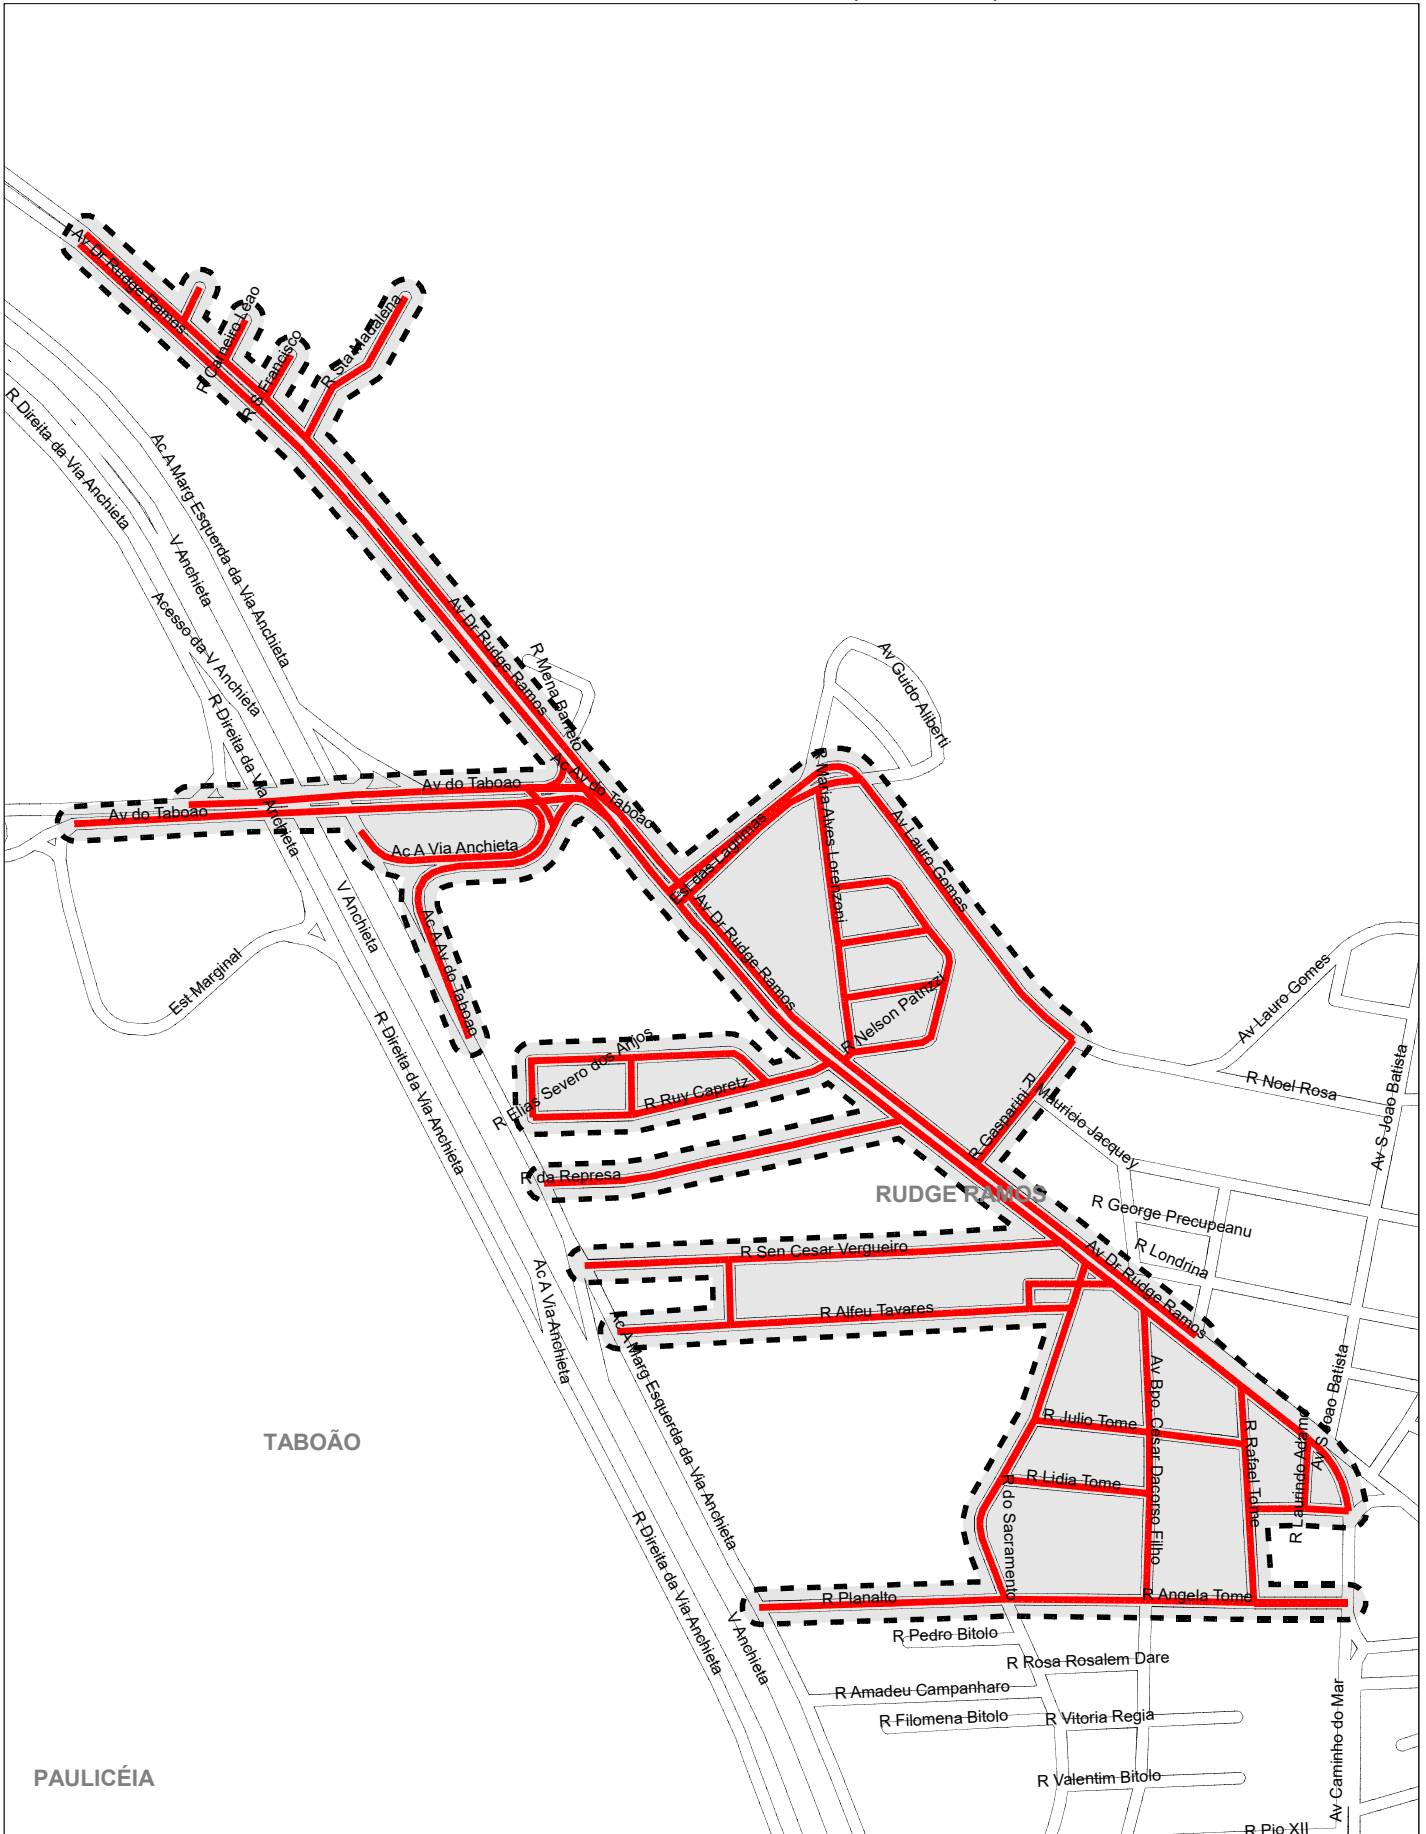 Av Dr Rudge Ramos
R Carneiro Leao
R S Francisco
R Sta Madalena
R Direita da Via Anchieta
Ac A Marg Esquerda da Via Anchieta
V Anchieta
Acesso da V Anchieta
R Direita da Via Anchieta
Av Dr Rudge Ramos
R Mena Barreto
Av Guido Aliberti
Ac Av do Taboao
Av do Taboao
Av do Taboao
Ac A Via Anchieta
Est das Lagrimas
R Maria Alves Lorenzoni
Av Lauro Gomes
V Anchieta
Ac A Av do Taboao
Av Dr Rudge Ramos
Est Marginal
R Nelson Patrizzi
Av Lauro Gomes
R Direita da Via Anchieta
R Elias Severo dos Anjos
R Ruy Capretz
R Gasparini
R Mauricio Jacquey
R Noel Rosa
Av S Joao Batista
R da Represa
RUDGE RAMOS
R George Precupeanu
R Londrina
R Sen Cesar Vergueiro
Av Dr Rudge Ramos
R Alfeu Tavares
Ac A Via Anchieta
Ac A Marg Esquerda da Via Anchieta
Av S Joao Batista
TABOÃO
R Julio Tome
Av Bpo. Cesar Dacorso Filho
R Rafael Tome
R Laurindo Adamo
R Lidia Tome
R do Sacramento
R Direita da Via Anchieta
V Anchieta
R Planalto
R Angela Tome
R Pedro Bitolo
R Rosa Rosalem Dare
R Amadeu Campanharo
R Filomena Bitolo
R Vitoria Regia
Av Caminho do Mar
PAULICÉIA
R Valentim Bitolo
R Pio XII